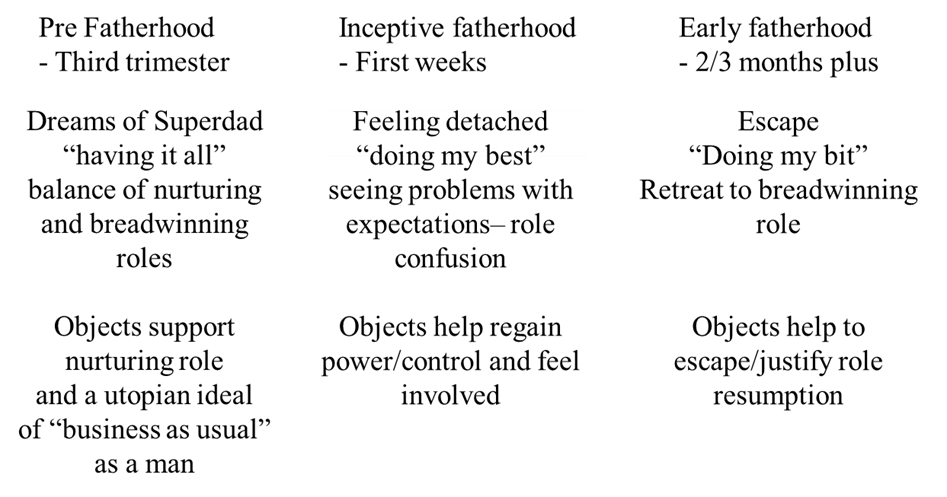 Pre Fatherhood
- Third trimester
Inceptive fatherhood
- First weeks
Early fatherhood
- 2/3 months plus
Dreams of Superdad
“having it all”
balance of nurturing
and breadwinning
roles
Feeling detached
“doing my best”
seeing problems with
expectations– role
confusion
Escape
“Doing my bit”
Retreat to breadwinning
role
Objects support
nurturing role
and a utopian ideal
of “business as usual”
as a man
Objects help regain
power/control and feel
involved
Objects help to
escape/justify role
resumption